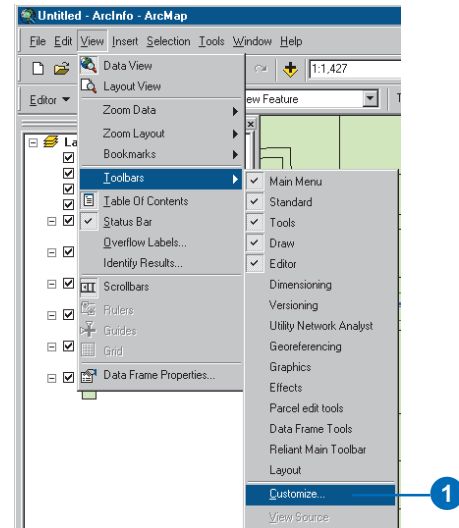 Untitled - ArcInfo - ArcMap
File Edit View Insert Selection Tools Window Help
Data View
1:1,427
Layout View
Editor
ew Feature
Zoom Data
Zoom Layout
Bookmarks
Toolbars
Table Of Contents
Status Bar
Overflow Labels...
Identify Results...
Scrollbars
Rulers
Guides
Grid
Data Frame Properties...
Main Menu
Standard
Tools
Draw
Editor
Dimensioning
Versioning
Utility Network Analyst
Georeferencing
Graphics
Effects
Parcel edit tools
Data Frame Tools
Reliant Main Toolbar
Layout
Customize...
1
View Source